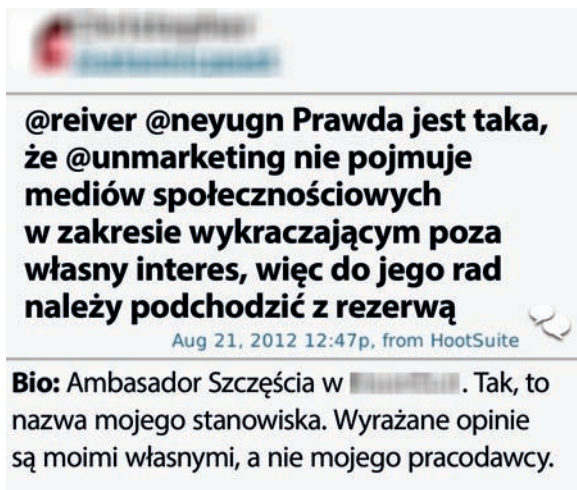 @reiver @neyugn Prawda jest taka,
że @unmarketing nie pojmuje
mediów społecznościowych
w zakresie wykraczającym poza
własny interes, więc do jego rad
należy podchodzić z rezerwą
Aug 21, 2012 12:47p, from HootSuite
Bio: Ambasador Szczęścia w . Tak, to
nazwa mojego stanowiska. Wyrażane opinie
są moimi własnymi, a nie mojego pracodawcy.